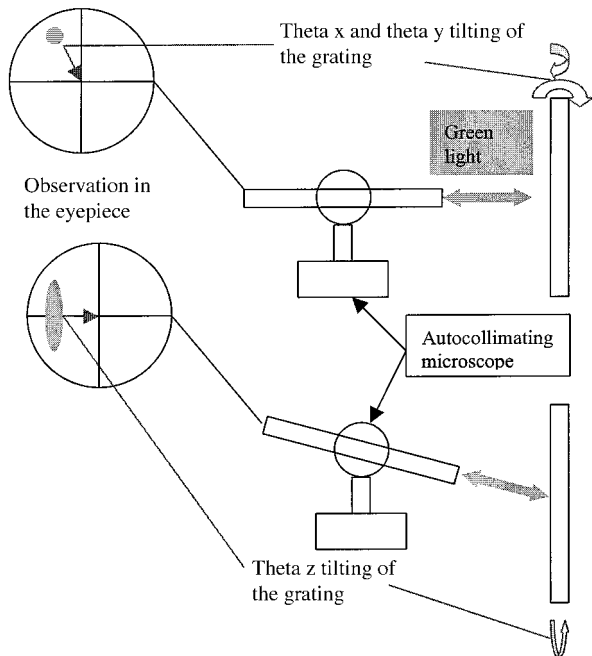 Theta x and theta y tilting of
the grating
Green
light
Observation in
the eyepiece
Autocollimating
microscope
Theta z tilting of
the grating